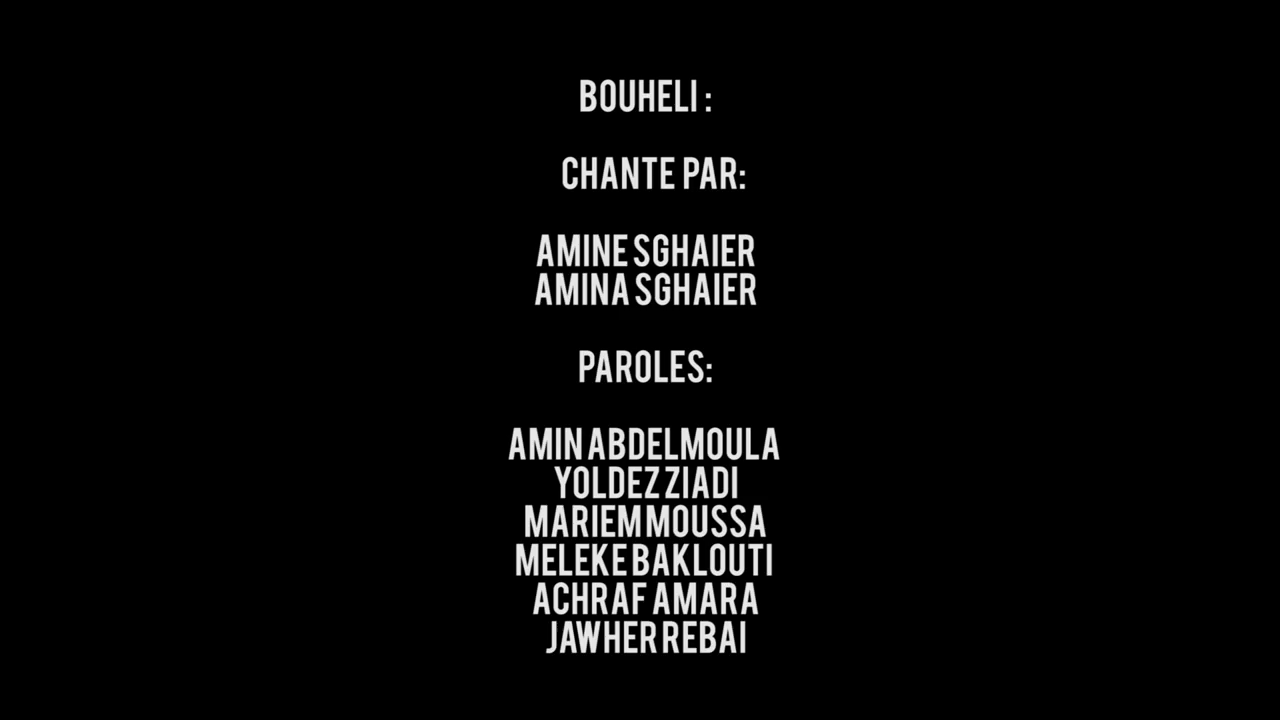 BOUHELI :
CHANTE PAR:
AMINE SGHAIER
AMINA SGHAIER
PAROLES:
AMIN ABDELMOULA
YOLDEZ ZIADI
MARIEM MOUSSA
MELEKE BAKLOUTI
ACHRAF AMARA
JAWHER REBAI